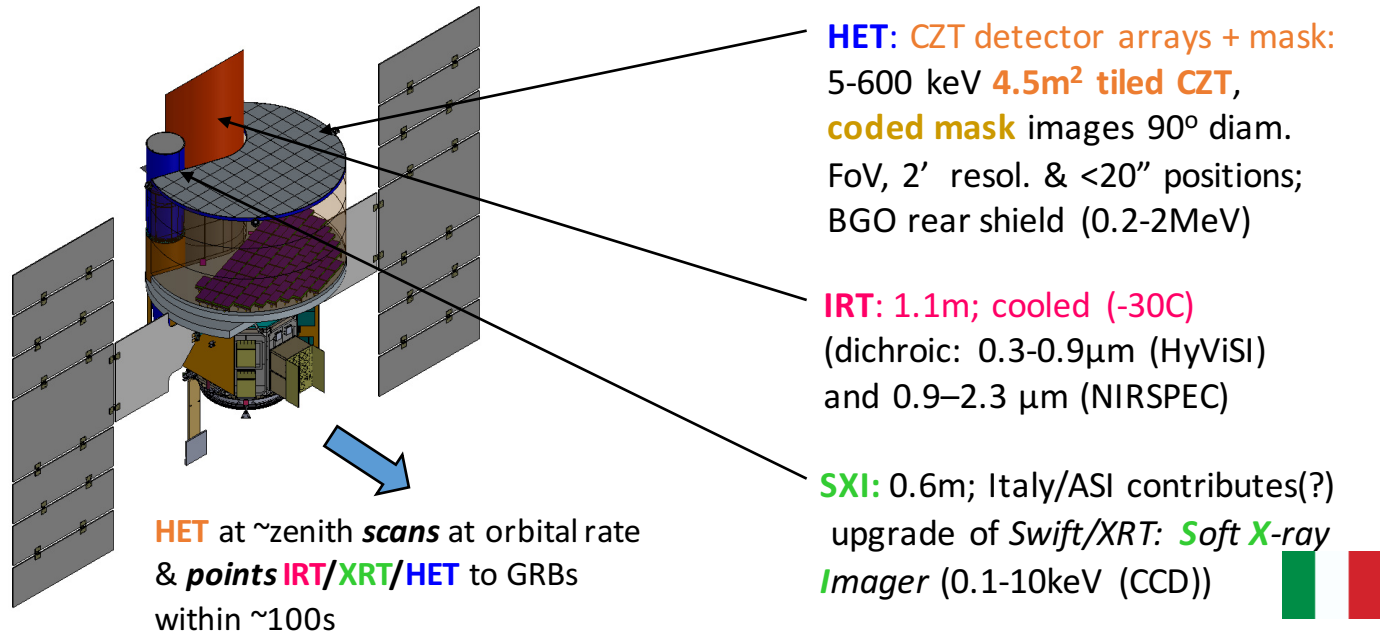 HET: CZT detector arrays + mask:
5-600 keV 4.5m² tiled CZT,
coded mask images 90° diam.
FoV, 2’ resol. & <20” positions;
BGO rear shield (0.2-2MeV)
IRT: 1.1m; cooled (-30C)
(dichroic: 0.3-0.9µm (HyViSI)
and 0.9–2.3 µm (NIRSPEC)
SXI: 0.6m; Italy/ASI contributes(?)
upgrade of Swift/XRT: Soft X-ray
Imager (0.1-10keV (CCD))
HET at ~zenith scans at orbital rate
& points IRT/XRT/HET to GRBs
within ~100s